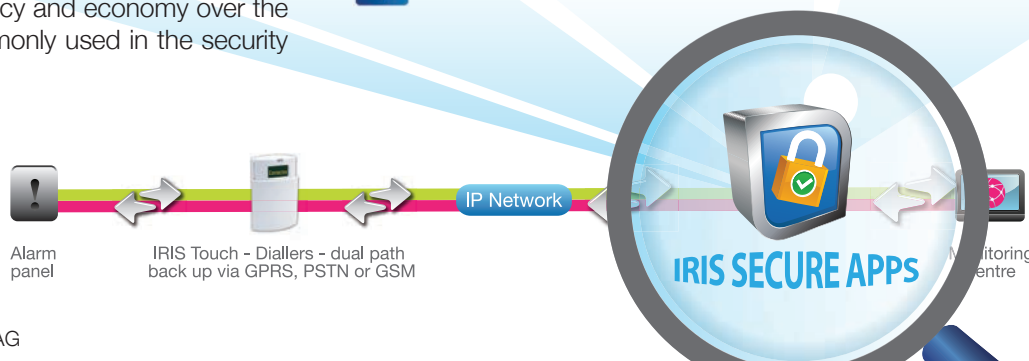 cy and economy over the
monly used in the security
IP Network
Alarm
panel
IRIS Touch - Diallers - dual path
back up via GPRS, PSTN or GSM
IRIS SECURE APPS
M itoring
entre
AG